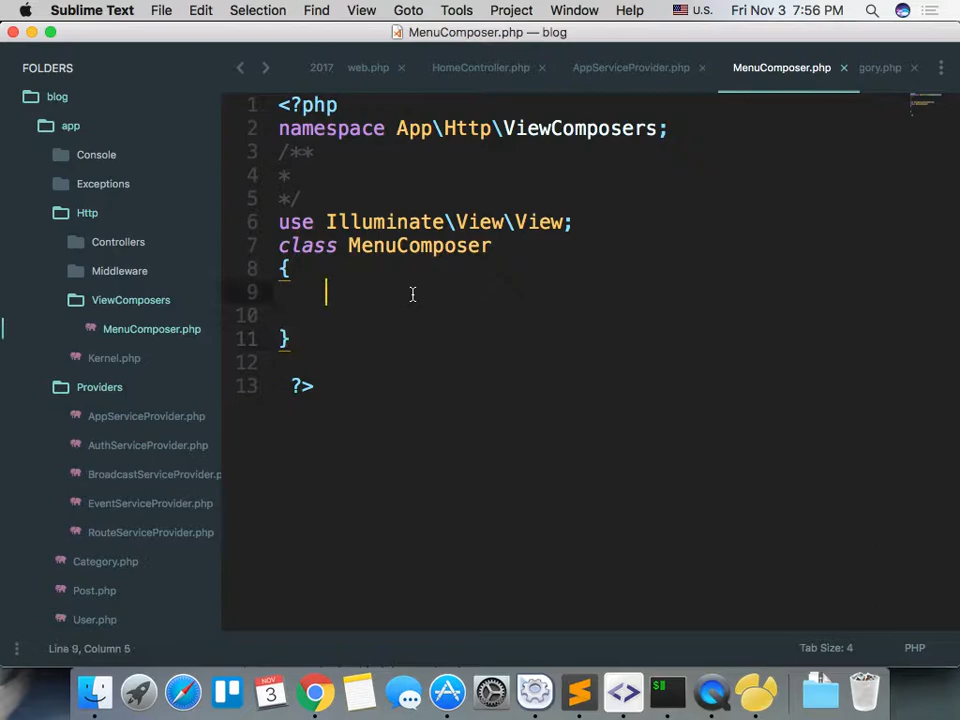 Sublime Text File Edit Selection Find View Goto Tools Project Window Help U.S. Fri Nov 3 7:56 PM
MenuComposer.php — blog
FOLDERS
2017 web.php × HomeController.php × AppServiceProvider.php × MenuComposer.php × gory.php ×
blog
app
Console
Exceptions
Http
Controllers
Middleware
ViewComposers
MenuComposer.php
Kernel.php
Providers
AppServiceProvider.php
AuthServiceProvider.php
BroadcastServiceProvider.p
EventServiceProvider.php
RouteServiceProvider.php
Category.php
Post.php
User.php
1 <?php
2 namespace App\Http\ViewComposers;
3 /**
4 *
5 */
6 use Illuminate\View\View;
7 class MenuComposer
8 {
9
10
11 }
12
13 ?>
Line 9, Column 5 Tab Size: 4 PHP
NOV
3
$